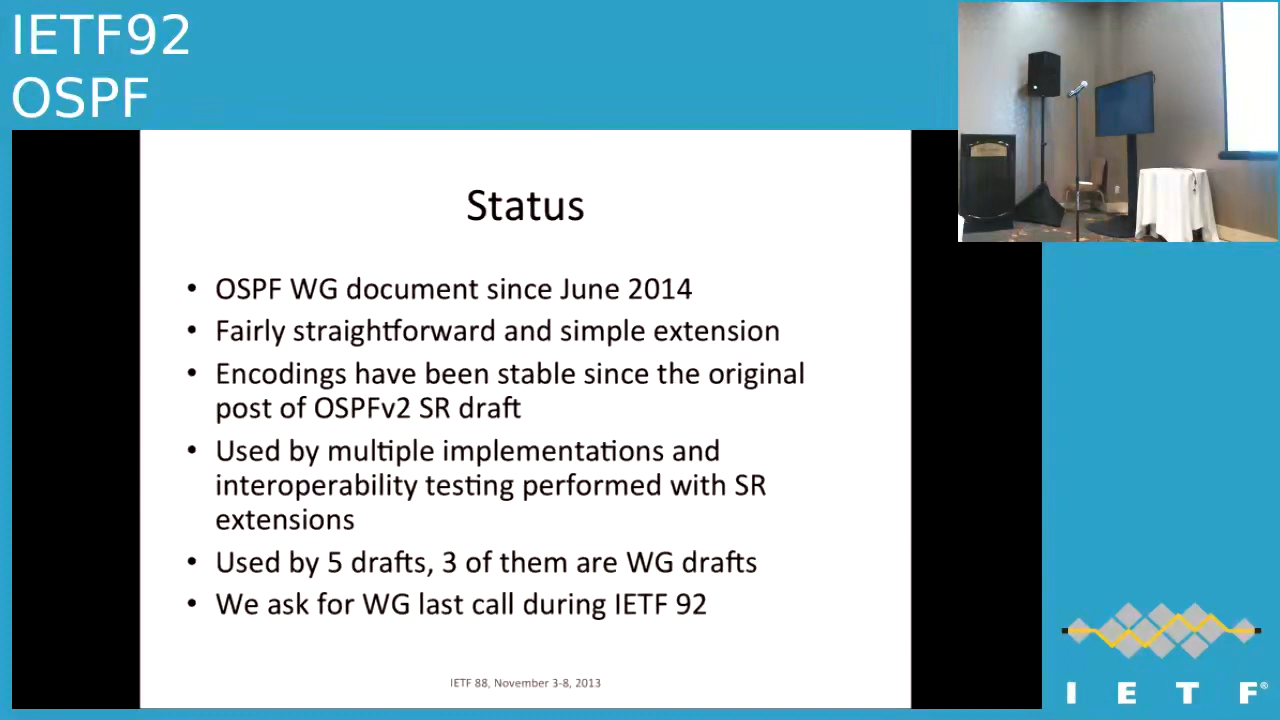 IETF92
OSPF
Status
• OSPF WG document since June 2014
• Fairly straightforward and simple extension
• Encodings have been stable since the original
post of OSPFv2 SR draft
• Used by multiple implementations and
interoperability testing performed with SR
extensions
• Used by 5 drafts, 3 of them are WG drafts
• We ask for WG last call during IETF 92
IETF 88, November 3-8, 2013
I E T F®